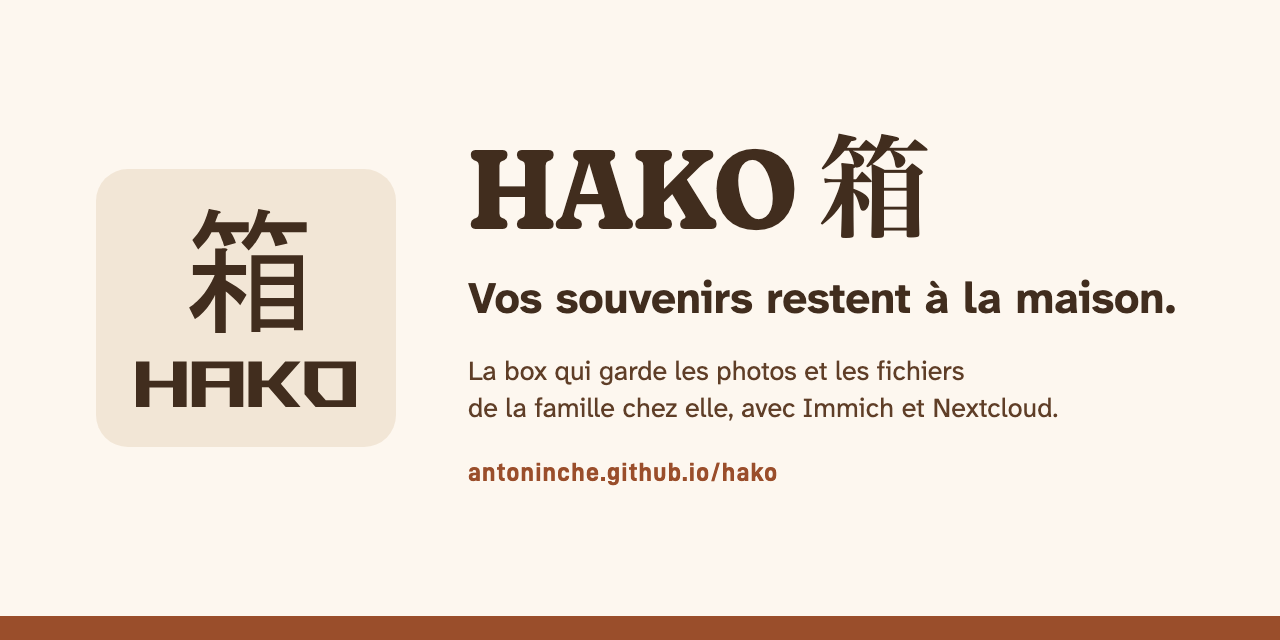 箱
HAKO
HAKO 箱
Vos souvenirs restent à la maison.
La box qui garde les photos et les fichiers
de la famille chez elle, avec Immich et Nextcloud.
antoninche.github.io/hako